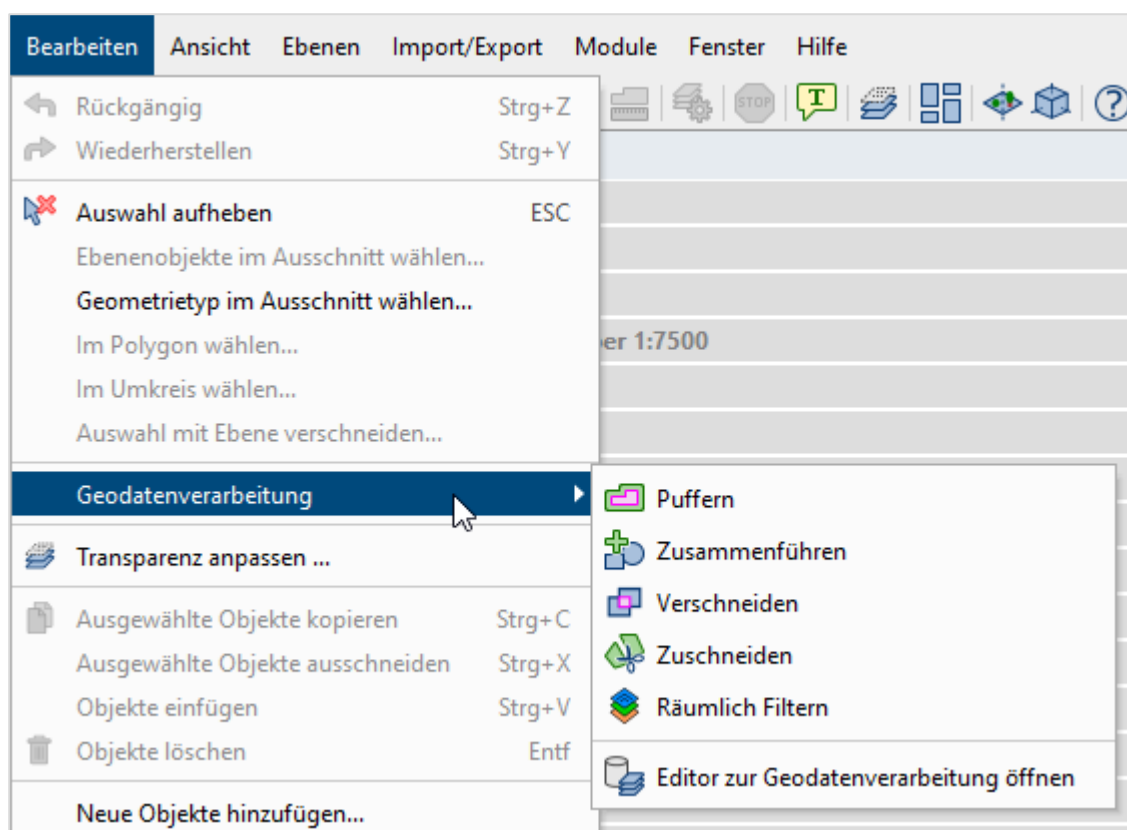 Bearbeiten Ansicht Ebenen Import/Export Module Fenster Hilfe
Rückgängig Strg+Z
STOP
T
?
Wiederherstellen Strg+Y
Auswahl aufheben ESC
Ebenenobjekte im Ausschnitt wählen...
Geometrietyp im Ausschnitt wählen...
Im Polygon wählen...
er 1:7500
Im Umkreis wählen...
Auswahl mit Ebene verschneiden...
Geodatenverarbeitung
Puffern
Zusammenführen
Verschneiden
Zuschneiden
Räumlich Filtern
Editor zur Geodatenverarbeitung öffnen
Transparenz anpassen ...
Ausgewählte Objekte kopieren Strg+C
Ausgewählte Objekte ausschneiden Strg+X
Objekte einfügen Strg+V
Objekte löschen Entf
Neue Objekte hinzufügen...